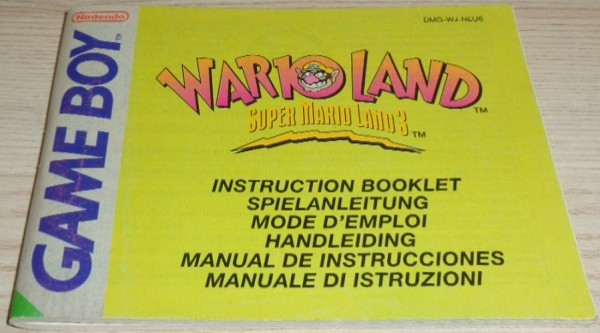 Nintendo
GAME BOY TM
DMG-WJ-NEU6
WARIO LAND TM
SUPER MARIO LAND 3 TM
INSTRUCTION BOOKLET
SPIELANLEITUNG
MODE D'EMPLOI
HANDLEIDING
MANUAL DE INSTRUCCIONES
MANUALE DI ISTRUZIONI